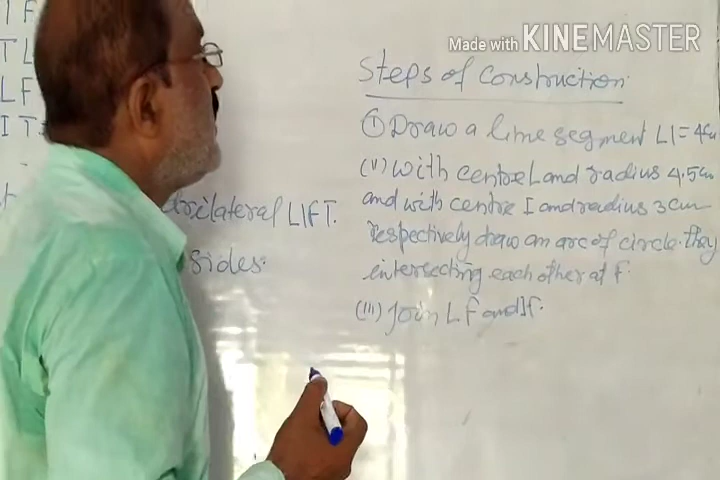 Made with KINEMASTER
I F
T L
L F
I T
Steps of Construction
(i) Draw a line segment LI = 4cm
(ii) with centre L and radius 4.5cm
and with centre I and radius 3cm
respectively draw an arc of circle. they
intersecting each other at F.
(iii) Join LF and If.
drilateral LIFT.
sides.